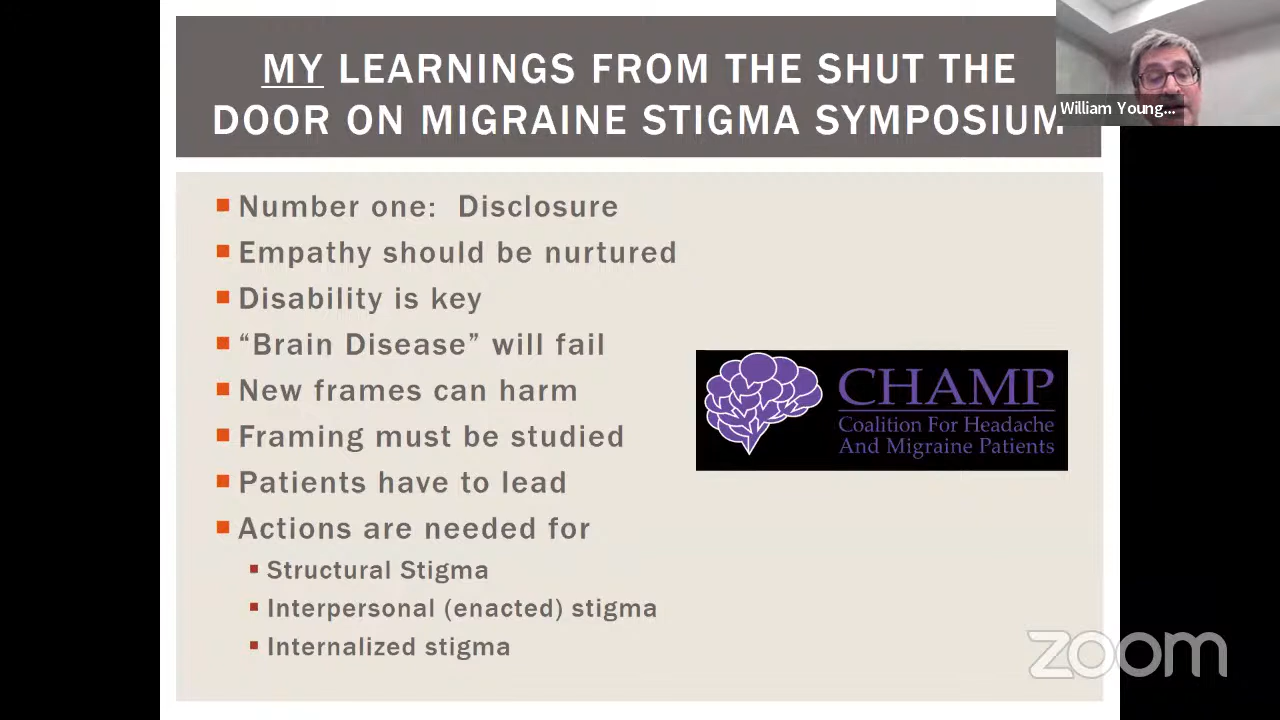 MY LEARNINGS FROM THE SHUT THE
DOOR ON MIGRAINE STIGMA SYMPOSIUM
William Young...
Number one: Disclosure
Empathy should be nurtured
Disability is key
“Brain Disease” will fail
New frames can harm
Framing must be studied
Patients have to lead
Actions are needed for
Structural Stigma
Interpersonal (enacted) stigma
Internalized stigma
CHAMP
Coalition For Headache
And Migraine Patients
zoom